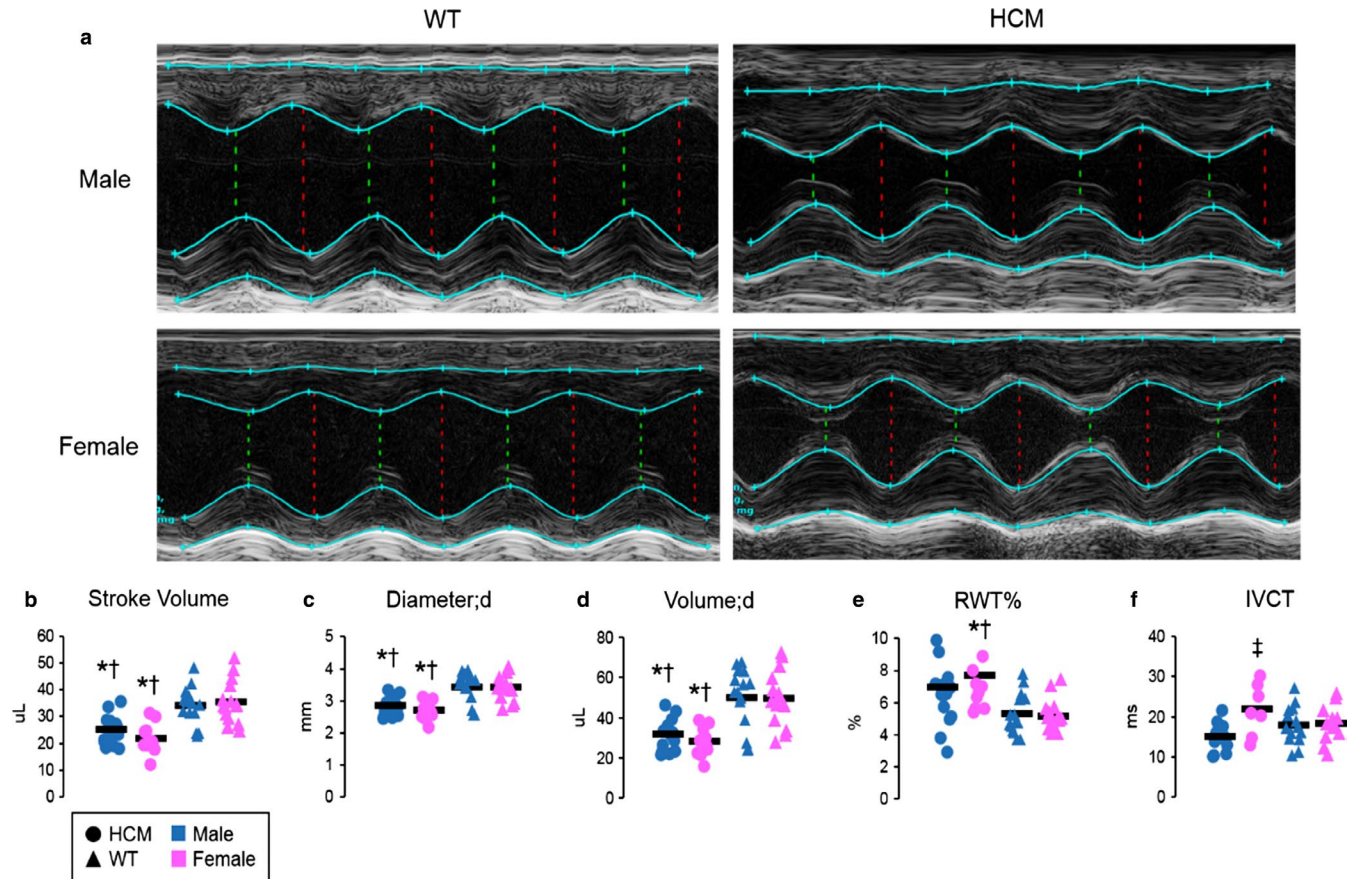 WT HCM
a
Male
Female
n,
g,
mg
n,
g,
mg
b Stroke Volume
c Diameter;d
d Volume;d
e RWT%
f IVCT
60
50
40
30
20
10
0
uL
*†
*†
5
4
3
2
1
0
mm
*†
*†
80
60
40
20
0
uL
*†
*†
10
8
6
4
2
0
%
*†
40
30
20
10
0
ms
‡
HCM Male
WT Female